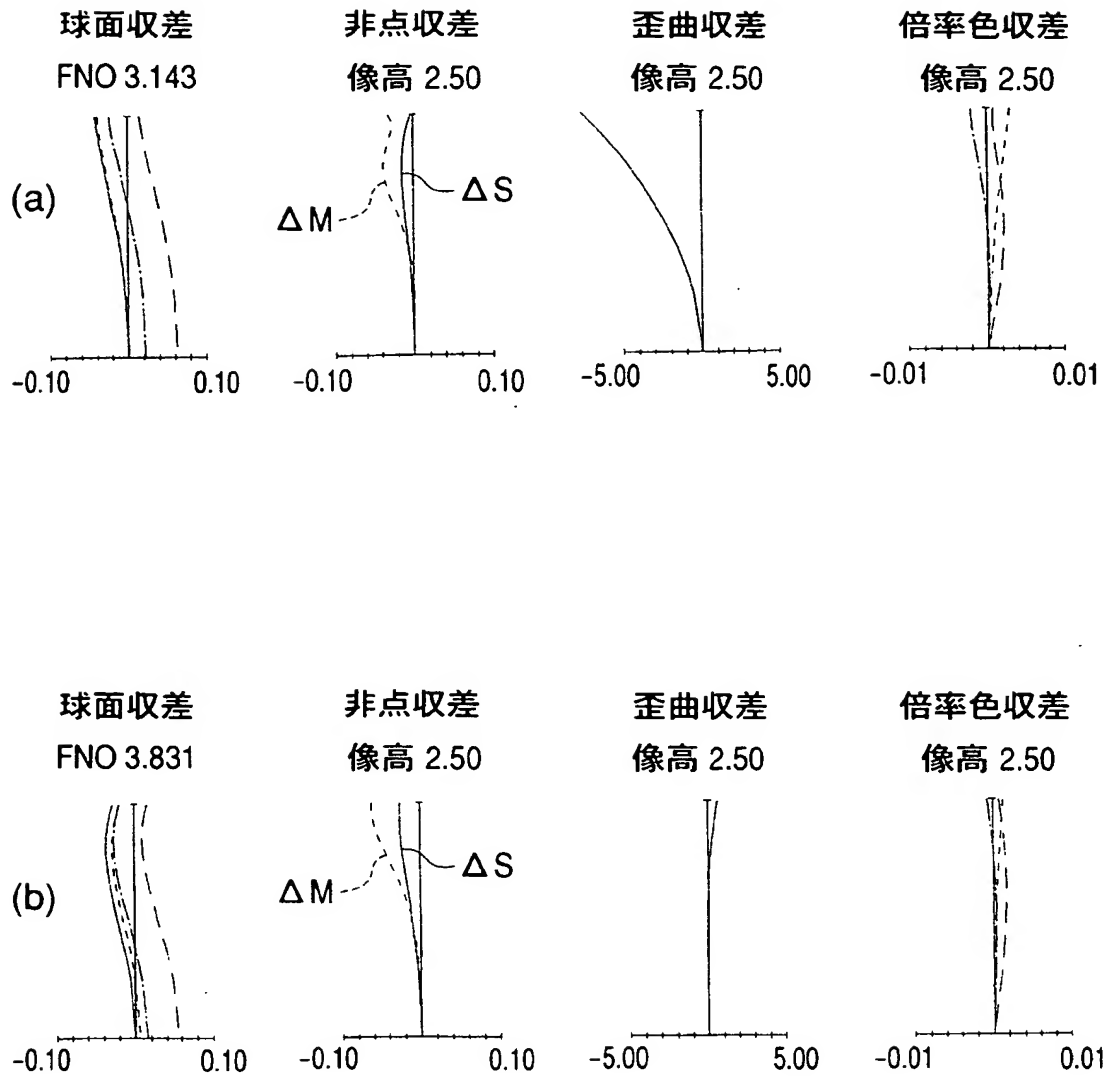 球面収差 非点収差 歪曲収差 倍率色収差
FNO 3.143 像高 2.50 像高 2.50 像高 2.50
(a)
ΔM ΔS
-0.10 0.10 -0.10 0.10 -5.00 5.00 -0.01 0.01
球面収差 非点収差 歪曲収差 倍率色収差
FNO 3.831 像高 2.50 像高 2.50 像高 2.50
(b)
ΔM ΔS
-0.10 0.10 -0.10 0.10 -5.00 5.00 -0.01 0.01